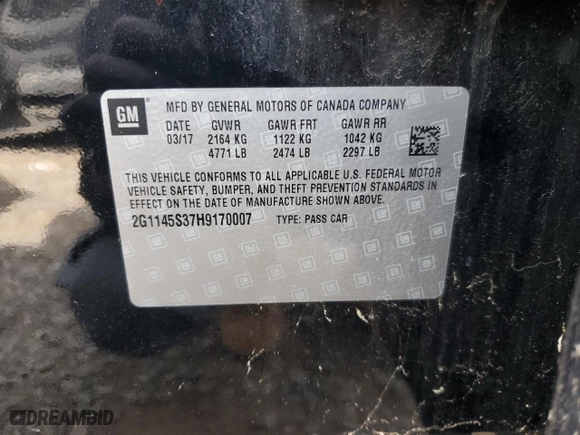 GM
MFD BY GENERAL MOTORS OF CANADA COMPANY
DATE GVWR GAWR FRT GAWR RR
03/17 2164 KG 1122 KG 1042 KG
4771 LB 2474 LB 2297 LB
THIS VEHICLE CONFORMS TO ALL APPLICABLE U.S. FEDERAL MOTOR
VEHICLE SAFETY, BUMPER, AND THEFT PREVENTION STANDARDS IN
EFFECT ON THE DATE OF MANUFACTURE SHOWN ABOVE.
2G1145S37H9170007 TYPE: PASS CAR
DREAMBID